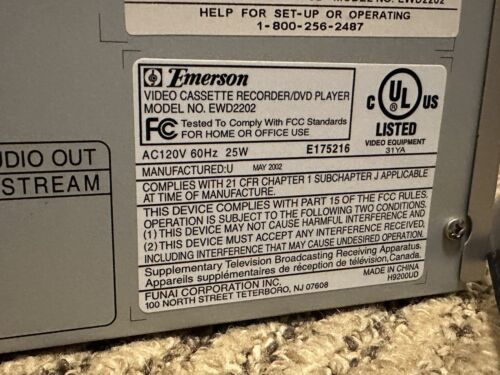 MODEL NO. EWD2202
HELP FOR SET-UP OR OPERATING
1-800-256-2487
Emerson
VIDEO CASSETTE RECORDER/DVD PLAYER
MODEL NO. EWD2202
FC Tested To Comply With FCC Standards
FOR HOME OR OFFICE USE
C UL US
LISTED
VIDEO EQUIPMENT
31YA
AC120V 60Hz 25W E175216
MANUFACTURED:U MAY 2002
COMPLIES WITH 21 CFR CHAPTER 1 SUBCHAPTER J APPLICABLE
AT TIME OF MANUFACTURE.
THIS DEVICE COMPLIES WITH PART 15 OF THE FCC RULES.
OPERATION IS SUBJECT TO THE FOLLOWING TWO CONDITIONS:
(1) THIS DEVICE MAY NOT CAUSE HARMFUL INTERFERENCE AND
(2) THIS DEVICE MUST ACCEPT ANY INTERFERENCE RECEIVED,
INCLUDING INTERFERENCE THAT MAY CAUSE UNDESIRED OPERATION.
Supplementary Television Broadcasting Receiving Apparatus.
Appareils supplémentaires de réception de télévision,Canada.
FUNAI CORPORATION INC.
100 NORTH STREET TETERBORO, NJ 07608
MADE IN CHINA
H9200UD
UDIO OUT
STREAM